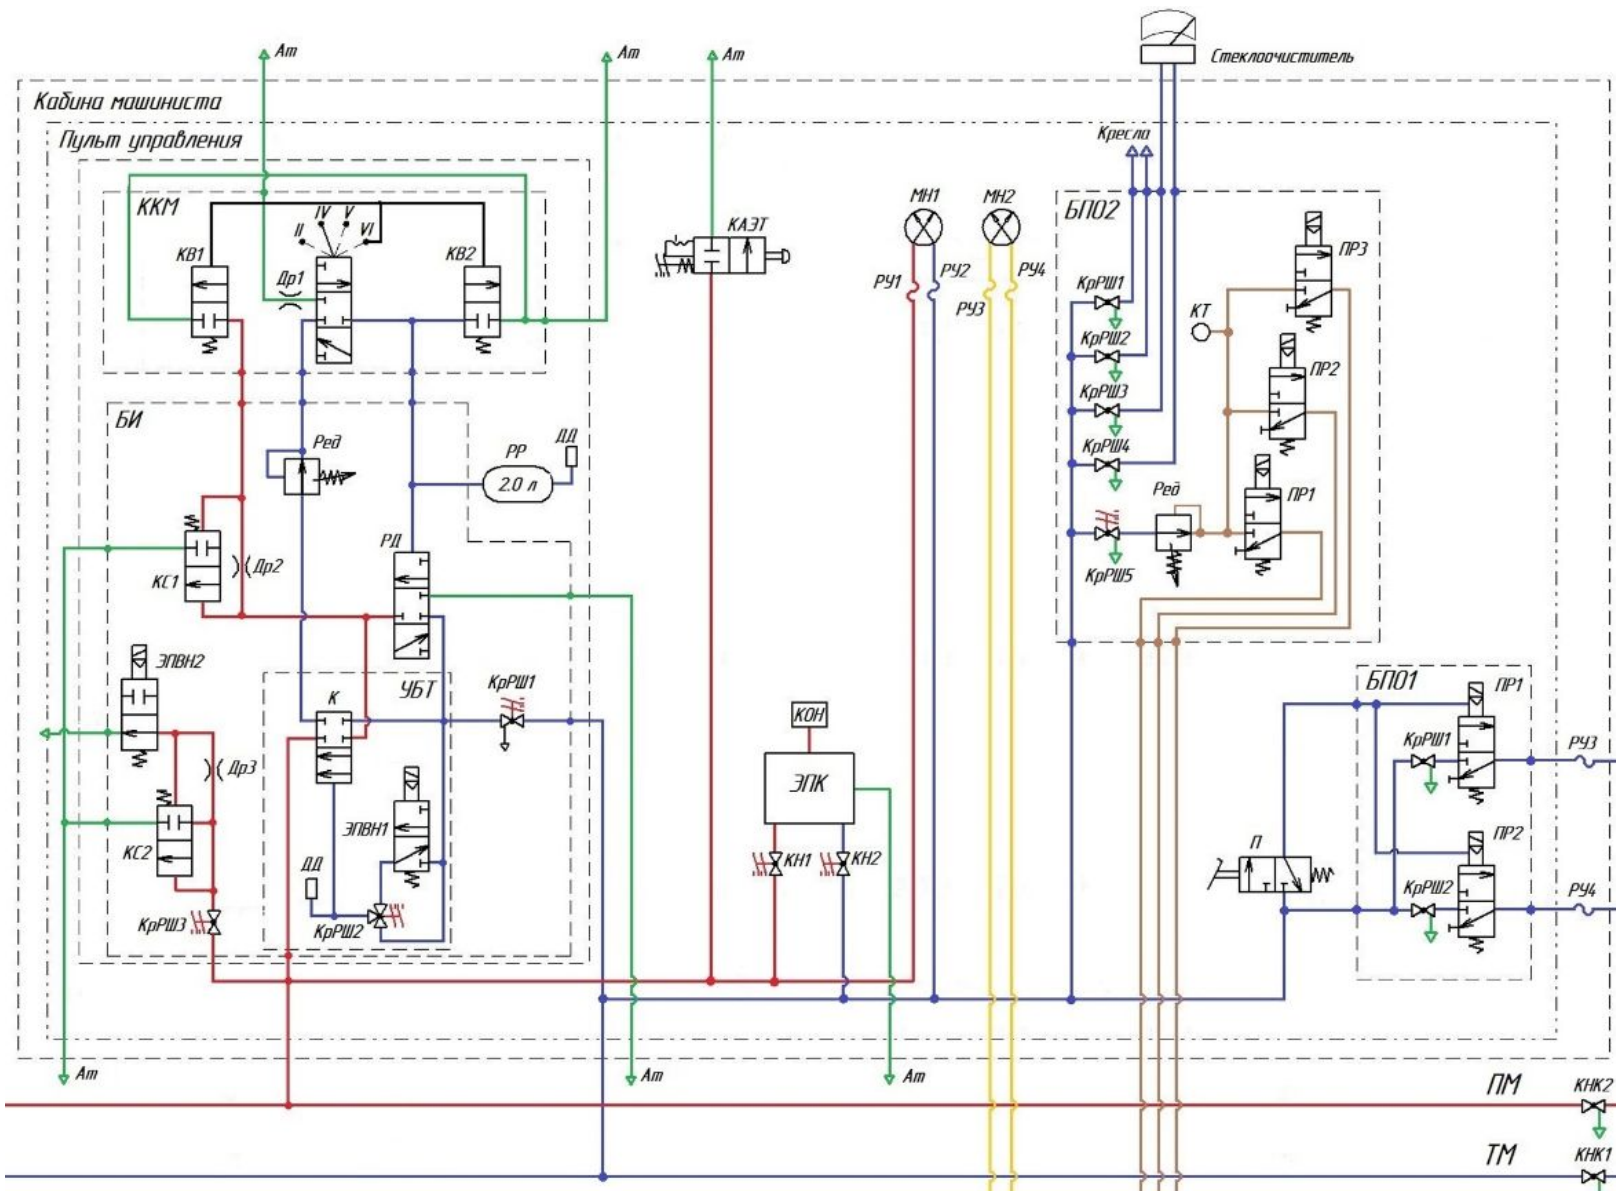 Ат
Ат
Ат
Стеклоочиститель
Кабина машиниста
Пульт управления
Кресла
ККМ
II
IV
V
VI
КВ1
КВ2
Др1
КАЭТ
МН1
МН2
РУ1
РУ2
РУ3
РУ4
БПО2
ПР3
КрРШ1
КТ
КрРШ2
ПР2
КрРШ3
КрРШ4
Ред
ПР1
КрРШ5
БИ
Ред
РР
2.0 л
ДД
РД
КС1
Др2
ЭПВН2
УБТ
К
КрРШ1
Др3
КС2
ЭПВН1
ДД
КрРШ2
КрРШ3
КОН
ЭПК
КН1
КН2
БПО1
ПР1
КрРШ1
РУ3
П
ПР2
КрРШ2
РУ4
Ат
Ат
Ат
ПМ
КНК2
ТМ
КНК1